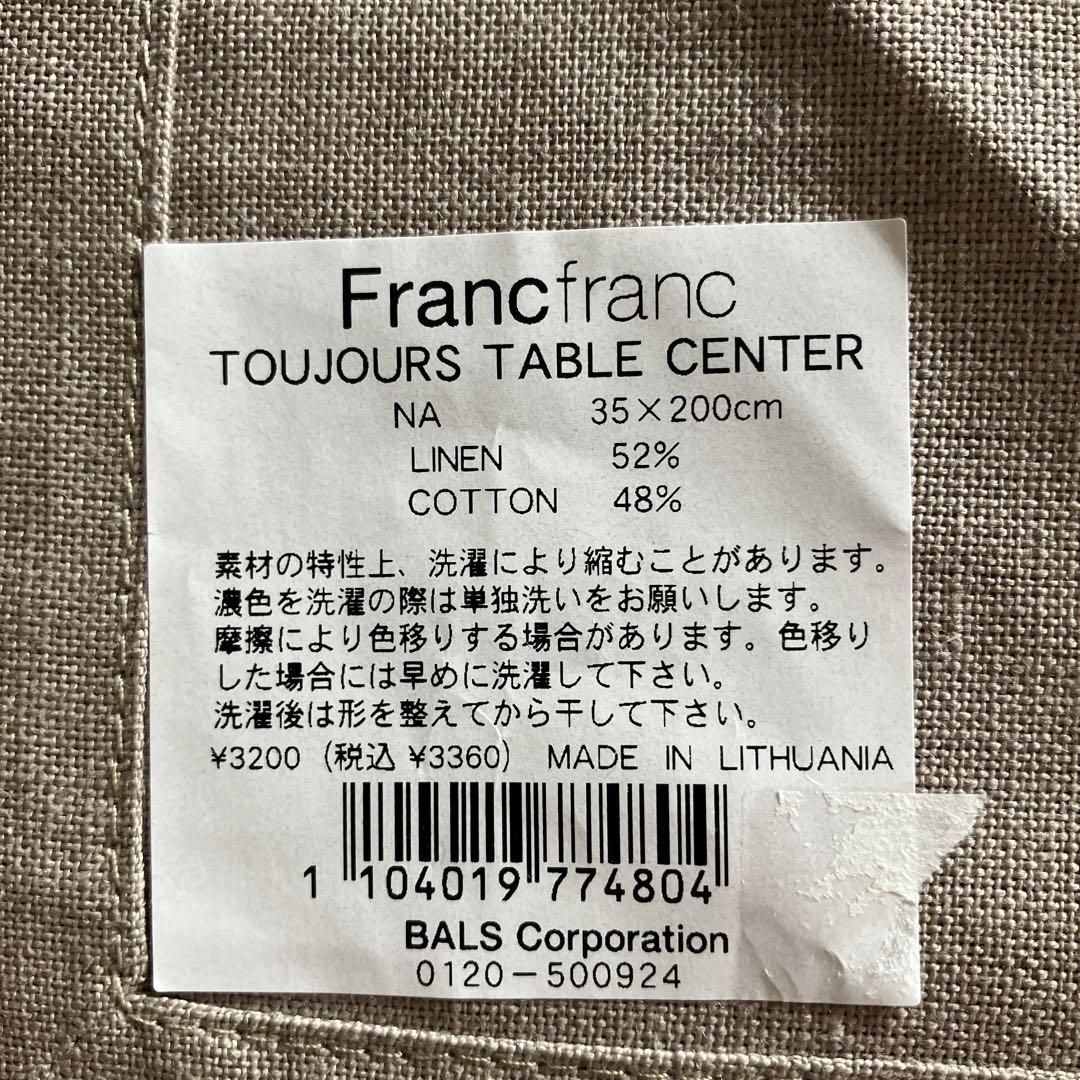 Francfranc
TOUJOURS TABLE CENTER
NA 35×200cm
LINEN 52%
COTTON 48%
素材の特性上、洗濯により縮むことがあります。
濃色を洗濯の際は単独洗いをお願いします。
摩擦により色移りする場合があります。色移り
した場合には早めに洗濯して下さい。
洗濯後は形を整えてから干して下さい。
¥3200 (税込 ¥3360) MADE IN LITHUANIA
1 104019 774804
BALS Corporation
0120-500924